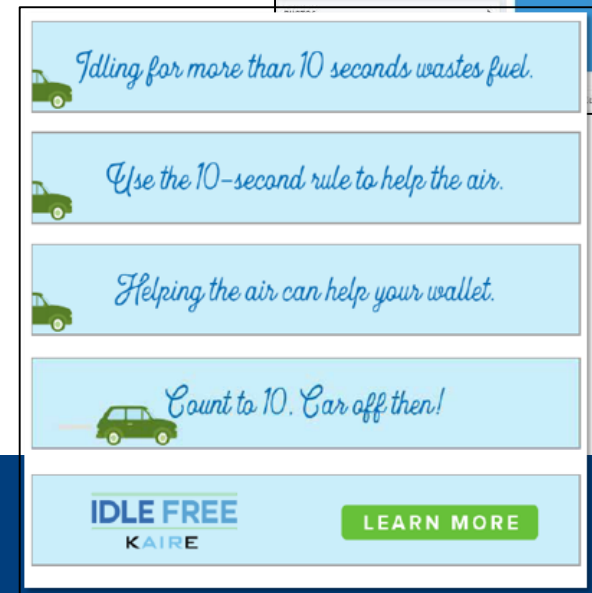 Idling for more than 10 seconds wastes fuel.
Use the 10-second rule to help the air.
Helping the air can help your wallet.
Count to 10. Car off then!
IDLE FREE
KAIRE
LEARN MORE